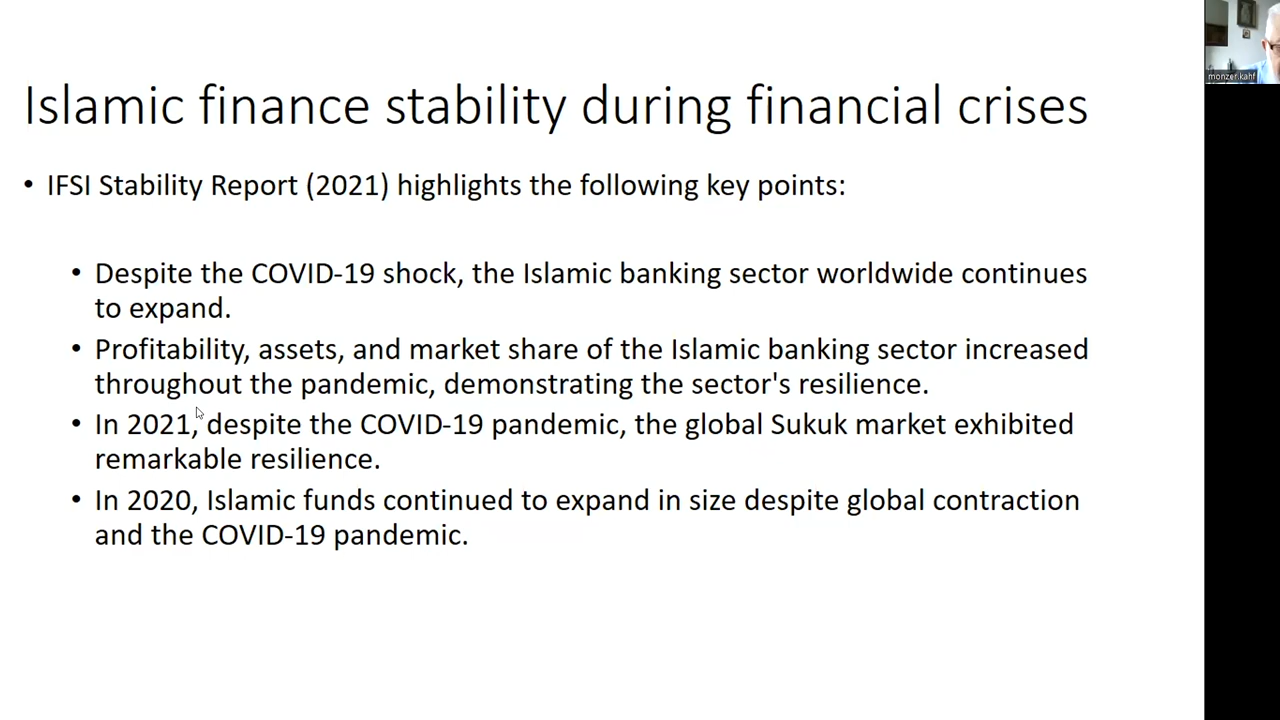 Islamic finance stability during financial crises
• IFSI Stability Report (2021) highlights the following key points:
• Despite the COVID-19 shock, the Islamic banking sector worldwide continues
to expand.
• Profitability, assets, and market share of the Islamic banking sector increased
throughout the pandemic, demonstrating the sector's resilience.
• In 2021, despite the COVID-19 pandemic, the global Sukuk market exhibited
remarkable resilience.
• In 2020, Islamic funds continued to expand in size despite global contraction
and the COVID-19 pandemic.
monzer.kahf